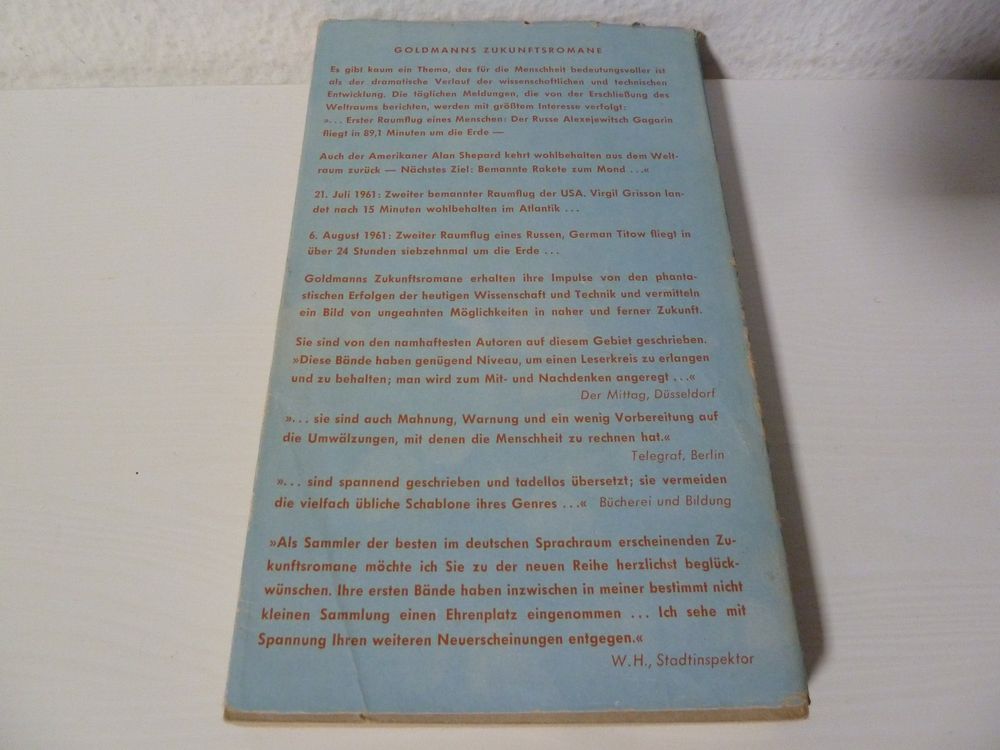 GOLDMANNS ZUKUNFTSROMANE
Es gibt kaum ein Thema, das für die Menschheit bedeutungsvoller ist
als der dramatische Verlauf der wissenschaftlichen und technischen
Entwicklung. Die täglichen Meldungen, die von der Erschließung des
Weltraums berichten, werden mit größtem Interesse verfolgt:
»... Erster Raumflug eines Menschen: Der Russe Alexejewitsch Gagarin
fliegt in 89,1 Minuten um die Erde —
Auch der Amerikaner Alan Shepard kehrt wohlbehalten aus dem Welt-
raum zurück — Nächstes Ziel: Bemannte Rakete zum Mond ...«
21. Juli 1961: Zweiter bemannter Raumflug der USA. Virgil Grisson lan-
det nach 15 Minuten wohlbehalten im Atlantik ...
6. August 1961: Zweiter Raumflug eines Russen, German Titow fliegt in
über 24 Stunden siebzehnmal um die Erde ...
Goldmanns Zukunftsromane erhalten ihre Impulse von den phanta-
stischen Erfolgen der heutigen Wissenschaft und Technik und vermitteln
ein Bild von ungeahnten Möglichkeiten in naher und ferner Zukunft.
Sie sind von den namhaftesten Autoren auf diesem Gebiet geschrieben.
»Diese Bände haben genügend Niveau, um einen Leserkreis zu erlangen
und zu behalten; man wird zum Mit- und Nachdenken angeregt ...«
Der Mittag, Düsseldorf
»... sie sind auch Mahnung, Warnung und ein wenig Vorbereitung auf
die Umwälzungen, mit denen die Menschheit zu rechnen hat.«
Telegraf, Berlin
»... sind spannend geschrieben und tadellos übersetzt; sie vermeiden
die vielfach übliche Schablone ihres Genres ...« Bücherei und Bildung
»Als Sammler der besten im deutschen Sprachraum erscheinenden Zu-
kunftsromane möchte ich Sie zu der neuen Reihe herzlichst beglück-
wünschen. Ihre ersten Bände haben inzwischen in meiner bestimmt nicht
kleinen Sammlung einen Ehrenplatz eingenommen ... Ich sehe mit
Spannung Ihren weiteren Neuerscheinungen entgegen.«
W.H., Stadtinspektor